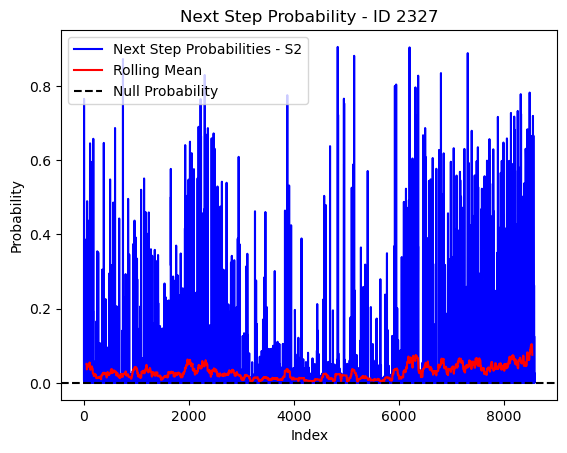 Next Step Probability - ID 2327
Next Step Probabilities - S2
Rolling Mean
Null Probability
Probability
0.8
0.6
0.4
0.2
0.0
0
2000
4000
6000
8000
Index